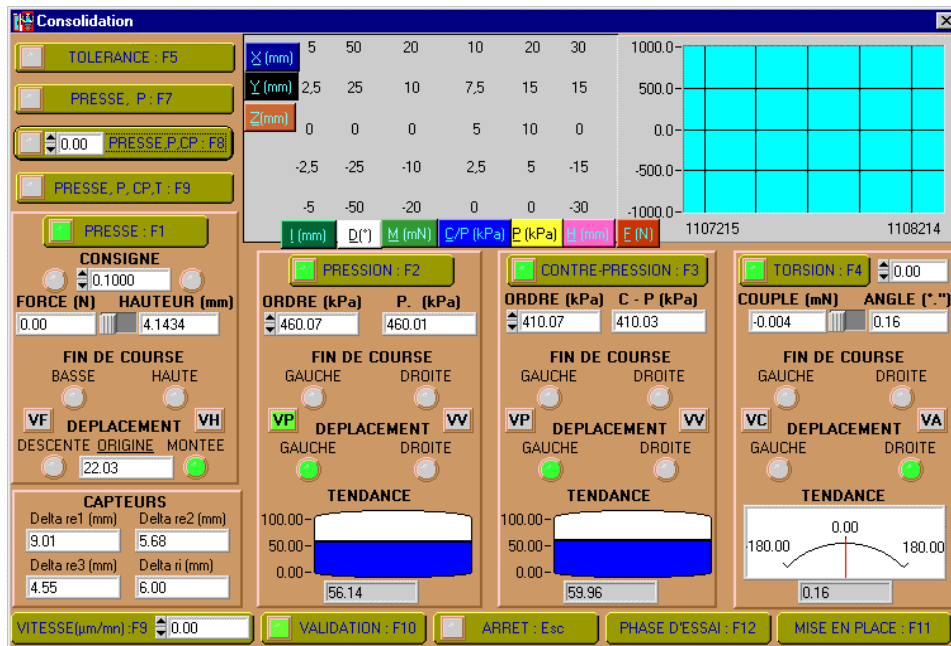 Consolidation
TOLERANCE : F5
PRESSE, P : F7
0.00 PRESSE,P,CP : F8
PRESSE, P, CP,T : F9
X (mm) 5 50 20 10 20 30
Y (mm) 2,5 25 10 7,5 15 15
Z(mm) 0 0 0 5 10 0
-2,5 -25 -10 2,5 5 -15
-5 -50 -20 0 0 -30
I (mm) D(°) M (mN) C/P (kPa) P (kPa) H (mm) F (N)
1000.0
500.0
0.0
-500.0
-1000.0
1107215 1108214
PRESSE : F1
CONSIGNE
0.1000
FORCE (N) HAUTEUR (mm)
0.00 4.1434
FIN DE COURSE
BASSE HAUTE
VF VH
DEPLACEMENT
DESCENTE ORIGINE MONTEE
22.03
CAPTEURS
Delta re1 (mm) Delta re2 (mm)
9.01 5.68
Delta re3 (mm) Delta ri (mm)
4.55 6.00
PRESSION : F2
ORDRE (kPa) P. (kPa)
460.07 460.01
FIN DE COURSE
GAUCHE DROITE
VP VV
DEPLACEMENT
GAUCHE DROITE
TENDANCE
100.00
50.00
0.00
56.14
CONTRE-PRESSION : F3
ORDRE (kPa) C - P (kPa)
410.07 410.03
FIN DE COURSE
GAUCHE DROITE
VP VV
DEPLACEMENT
GAUCHE DROITE
TENDANCE
100.00
50.00
0.00
59.96
TORSION : F4 0.00
COUPLE (mN) ANGLE (°.")
-0.004 0.16
FIN DE COURSE
GAUCHE DROITE
VC VA
DEPLACEMENT
GAUCHE DROITE
TENDANCE
0.00
-180.00 180.00
0.16
VITESSE(µm/mn) :F9 0.00
VALIDATION : F10
ARRET : Esc
PHASE D'ESSAI : F12
MISE EN PLACE : F11